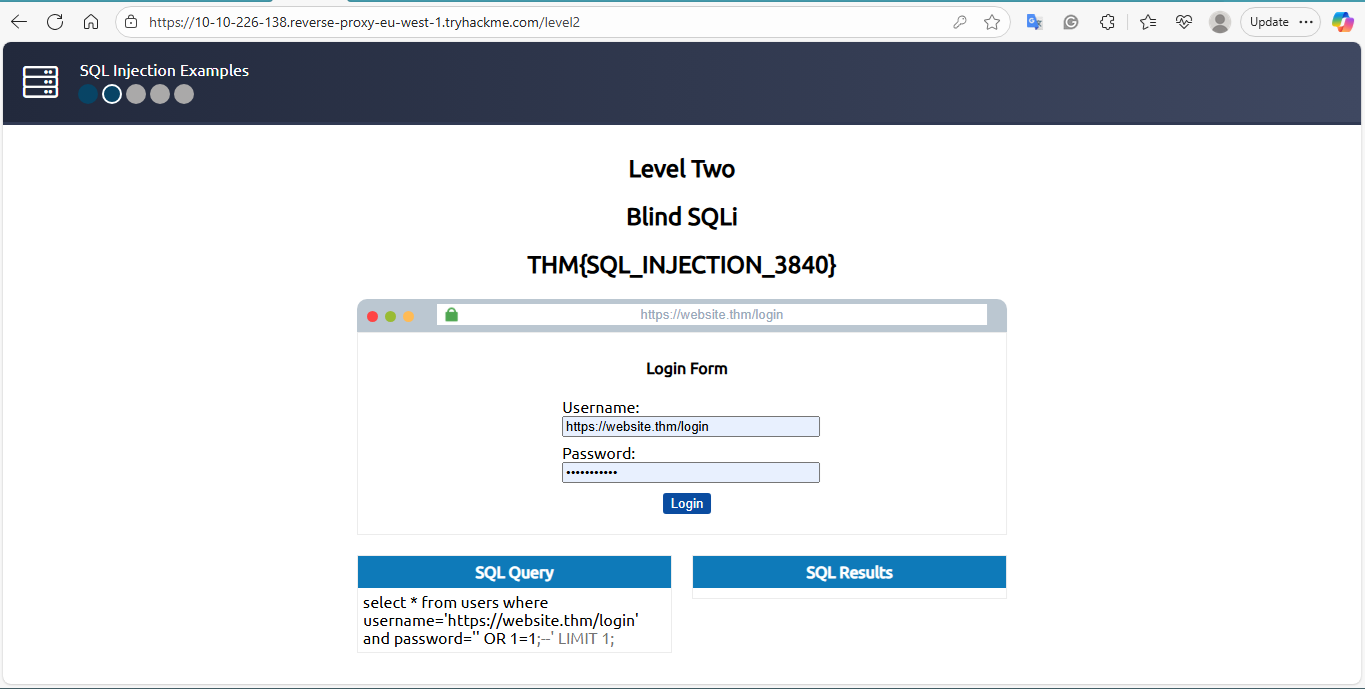 https://10-10-226-138.reverse-proxy-eu-west-1.tryhackme.com/level2
Update
SQL Injection Examples
Level Two
Blind SQLi
THM{SQL_INJECTION_3840}
https://website.thm/login
Login Form
Username:
https://website.thm/login
Password:
•••••••••••
Login
SQL Query
select * from users where
username='https://website.thm/login'
and password='' OR 1=1;--' LIMIT 1;
SQL Results